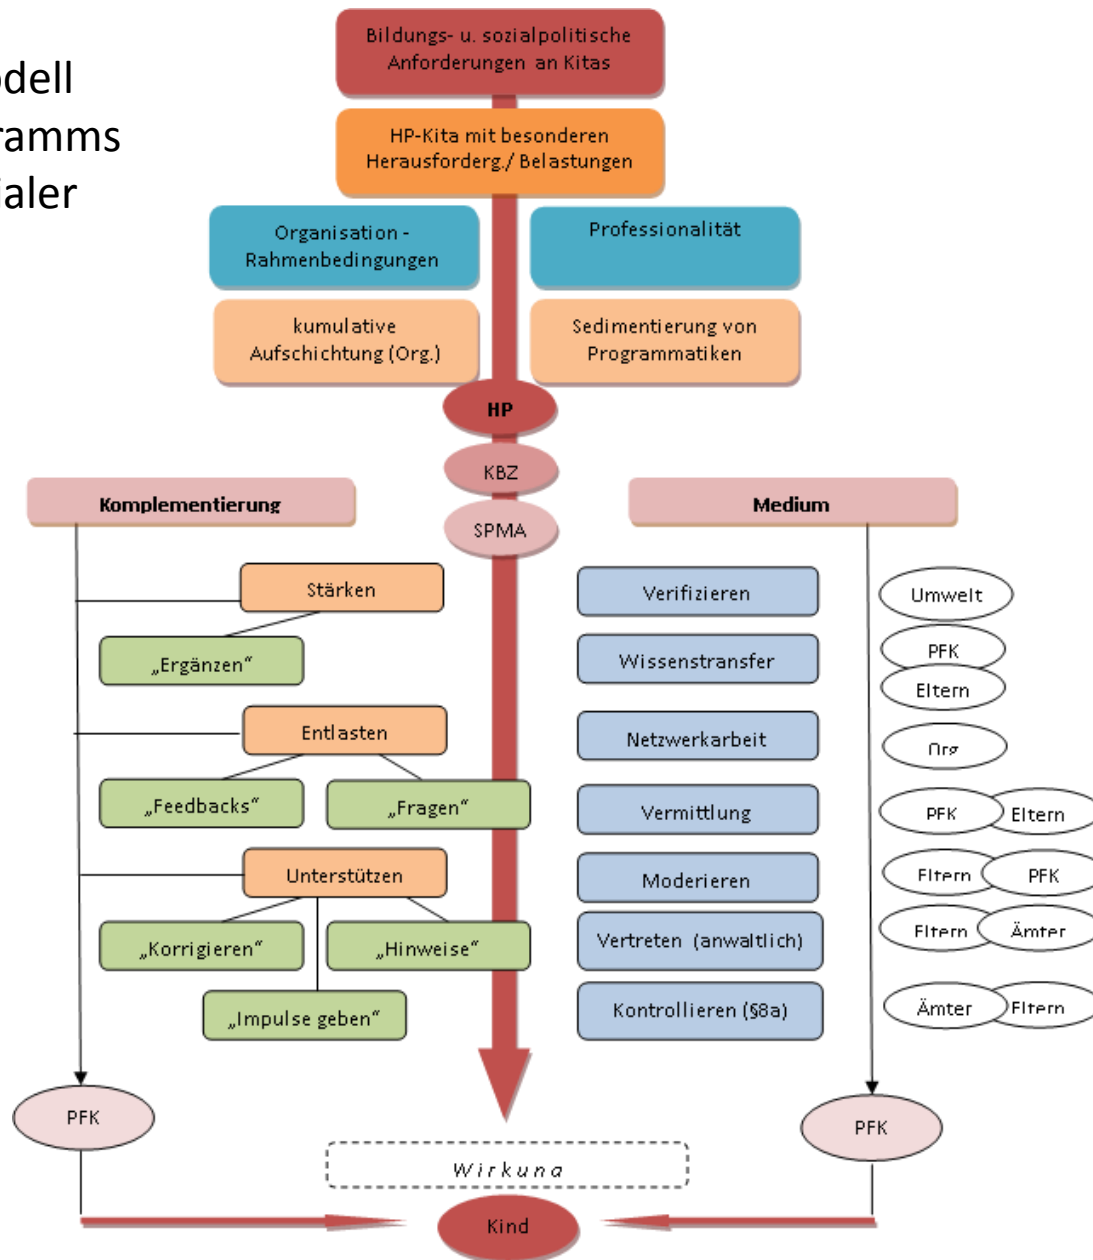 odell
ramms
ialer
Bildungs- u. sozialpolitische
Anforderungen an Kitas
HP-Kita mit besonderen
Herausforderg./ Belastungen
Organisation -
Rahmenbedingungen
Professionalität
kumulative
Aufschichtung (Org.)
Sedimentierung von
Programmatiken
HP
KBZ
SPMA
Komplementierung
Stärken
„Ergänzen“
Entlasten
„Feedbacks“
„Fragen“
Unterstützen
„Korrigieren“
„Hinweise“
„Impulse geben“
PFK
Medium
Verifizieren
Umwelt
Wissenstransfer
PFK
Eltern
Netzwerkarbeit
Org
Vermittlung
PFK
Eltern
Moderieren
Eltern
PFK
Vertreten (anwaltlich)
Eltern
Ämter
Kontrollieren (§8a)
Ämter
Eltern
PFK
Wirkung
Kind